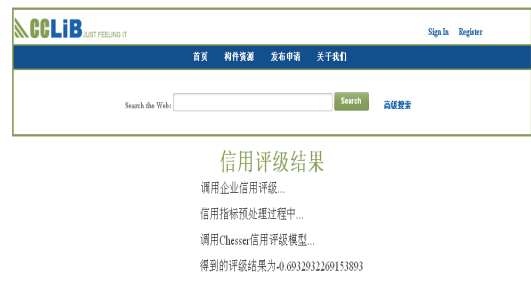 CCLiB JUST FEELING IT
Sign In Register
首页 构件资源 发布申请 关于我们
Search the Web: Search 高级搜索
信用评级结果
调用企业信用评级...
信用指标预处理过程中...
调用Chesser信用评级模型...
得到的评级结果为-0.6932932269153893